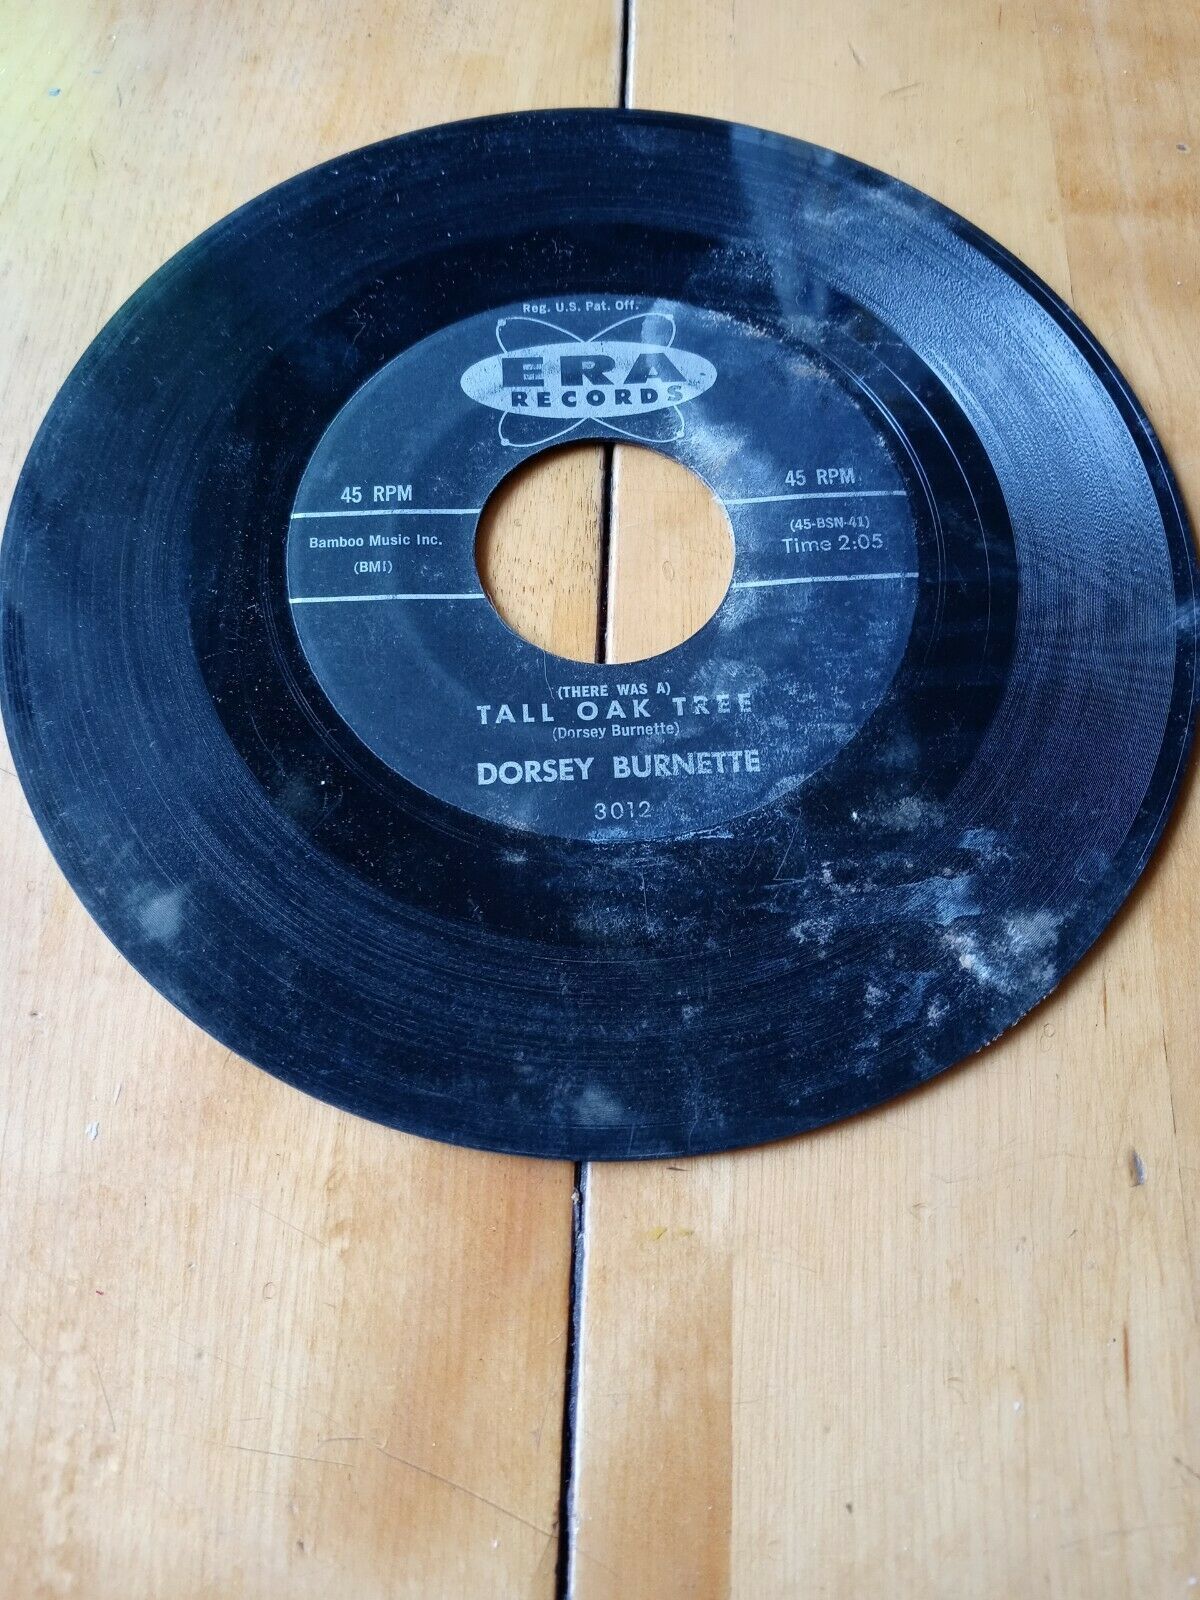 Reg. U.S. Pat. Off.
ERA
RECORDS
45 RPM
45 RPM
Bamboo Music Inc.
(BMI)
(45-BSN-41)
Time 2:05
(THERE WAS A)
TALL OAK TREE
(Dorsey Burnette)
DORSEY BURNETTE
3012